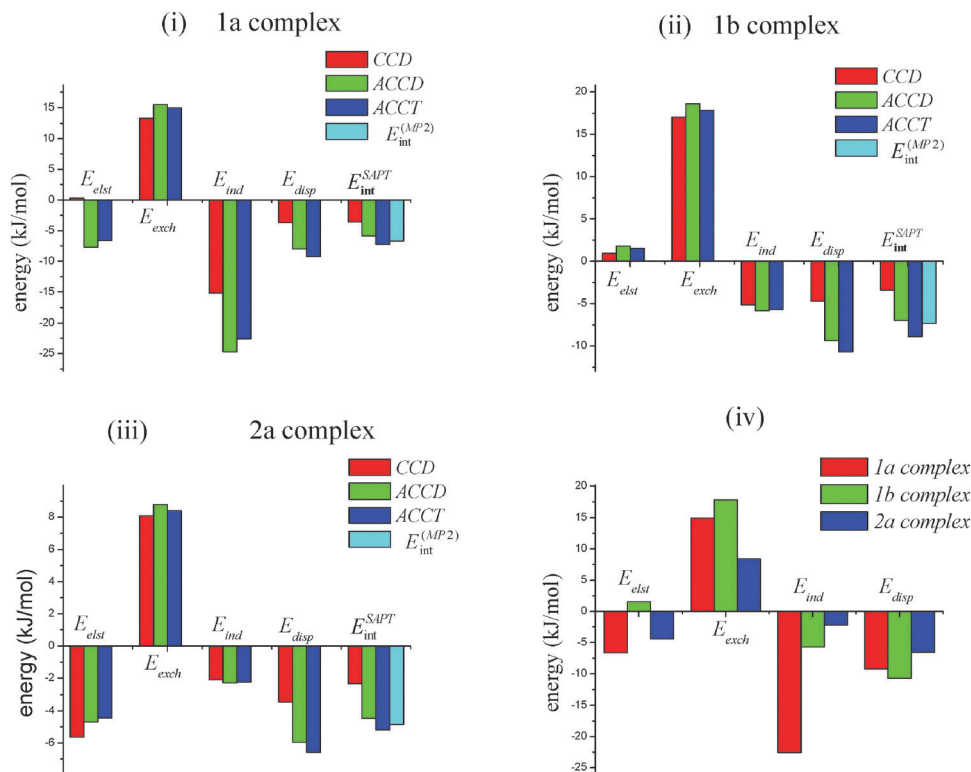 (i) 1a complex
CCD
ACCD
ACCT
E_int^(MP2)
energy (kJ/mol)
15
10
5
0
-5
-10
-15
-20
-25
E_elst
E_exch
E_ind
E_disp
E_int^SAPT
(ii) 1b complex
CCD
ACCD
ACCT
E_int^(MP2)
energy (kJ/mol)
20
15
10
5
0
-5
-10
E_elst
E_exch
E_ind
E_disp
E_int^SAPT
(iii) 2a complex
CCD
ACCD
ACCT
E_int^(MP2)
energy (kJ/mol)
8
6
4
2
0
-2
-4
-6
E_elst
E_exch
E_ind
E_disp
E_int^SAPT
(iv)
1a complex
1b complex
2a complex
energy (kJ/mol)
20
15
10
5
0
-5
-10
-15
-20
-25
E_elst
E_exch
E_ind
E_disp